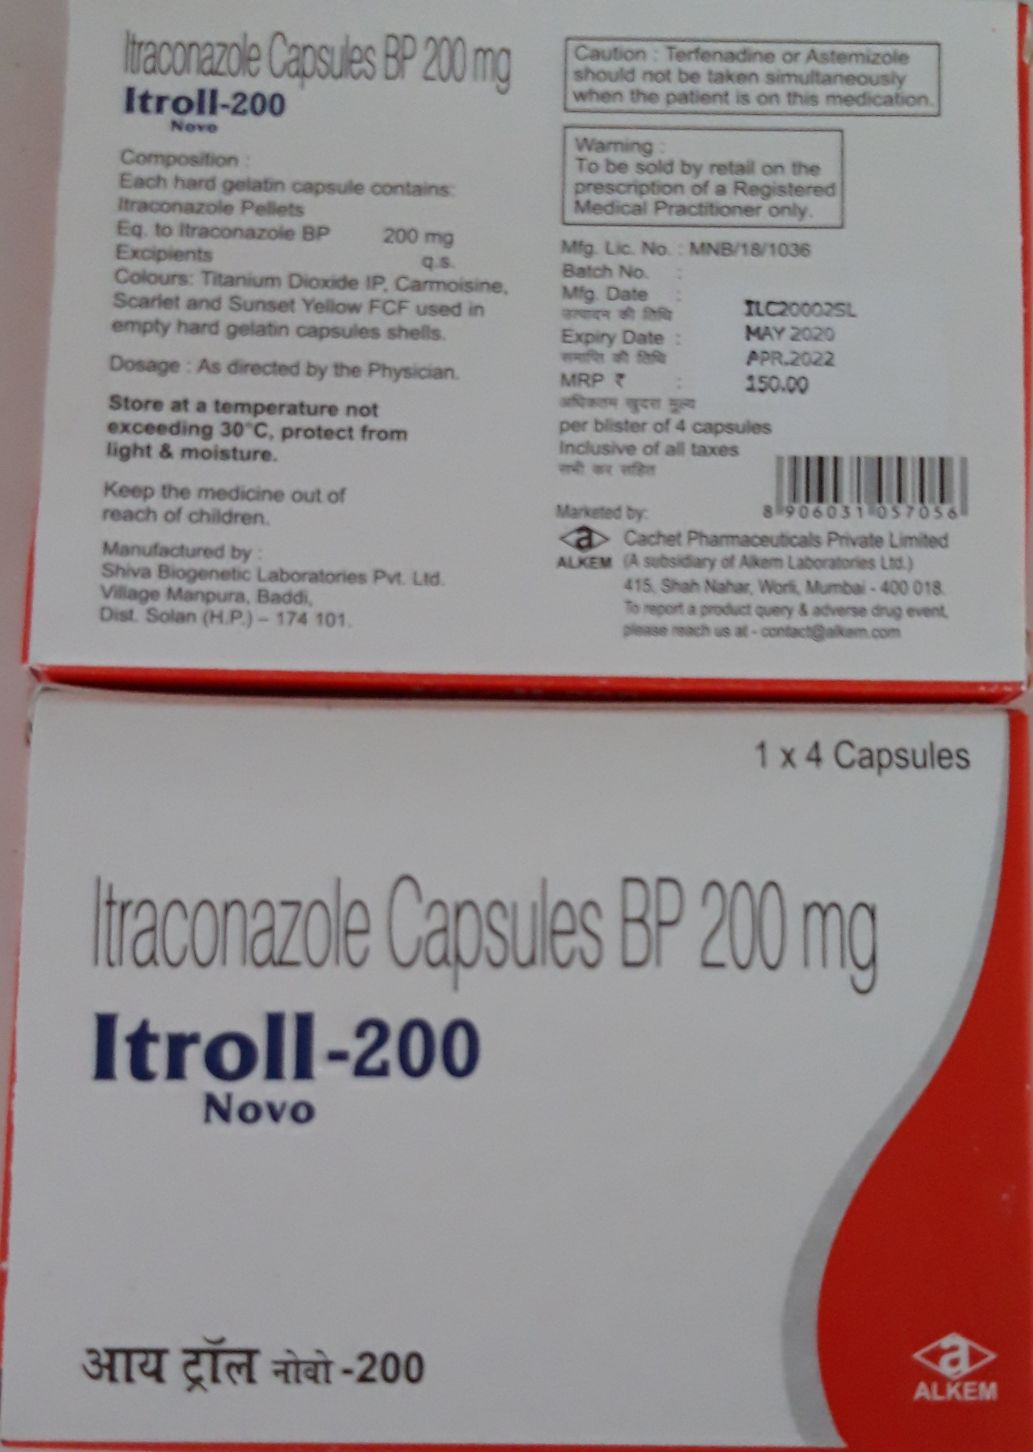 Itraconazole Capsules BP 200 mg
Itroll-200
Novo
Composition :
Each hard gelatin capsule contains:
Itraconazole Pellets
Eq. to Itraconazole BP 200 mg
Excipients q.s.
Colours: Titanium Dioxide IP, Carmoisine,
Scarlet and Sunset Yellow FCF used in
empty hard gelatin capsules shells.
Dosage : As directed by the Physician.
Store at a temperature not
exceeding 30°C, protect from
light & moisture.
Keep the medicine out of
reach of children.
Manufactured by :
Shiva Biogenetic Laboratories Pvt. Ltd.
Village Manpura, Baddi,
Dist. Solan (H.P.) – 174 101.
Caution : Terfenadine or Astemizole
should not be taken simultaneously
when the patient is on this medication.
Warning :
To be sold by retail on the
prescription of a Registered
Medical Practitioner only.
Mfg. Lic. No. : MNB/18/1036
Batch No. :
Mfg. Date : ILC20002SL
उत्पादन की तिथि
Expiry Date : MAY 2020
समाप्ति की तिथि APR.2022
MRP ₹ : 150.00
अधिकतम खुदरा मूल्य
per blister of 4 capsules
Inclusive of all taxes
सभी कर सहित
8 906031 057056
Marketed by:
a Cachet Pharmaceuticals Private Limited
ALKEM (A subsidiary of Alkem Laboratories Ltd.)
415, Shah Nahar, Worli, Mumbai - 400 018.
To report a product query & adverse drug event,
please reach us at - contact@alkem.com
1 x 4 Capsules
Itraconazole Capsules BP 200 mg
Itroll-200
Novo
आय ट्रॉल नोवो -200
a
ALKEM